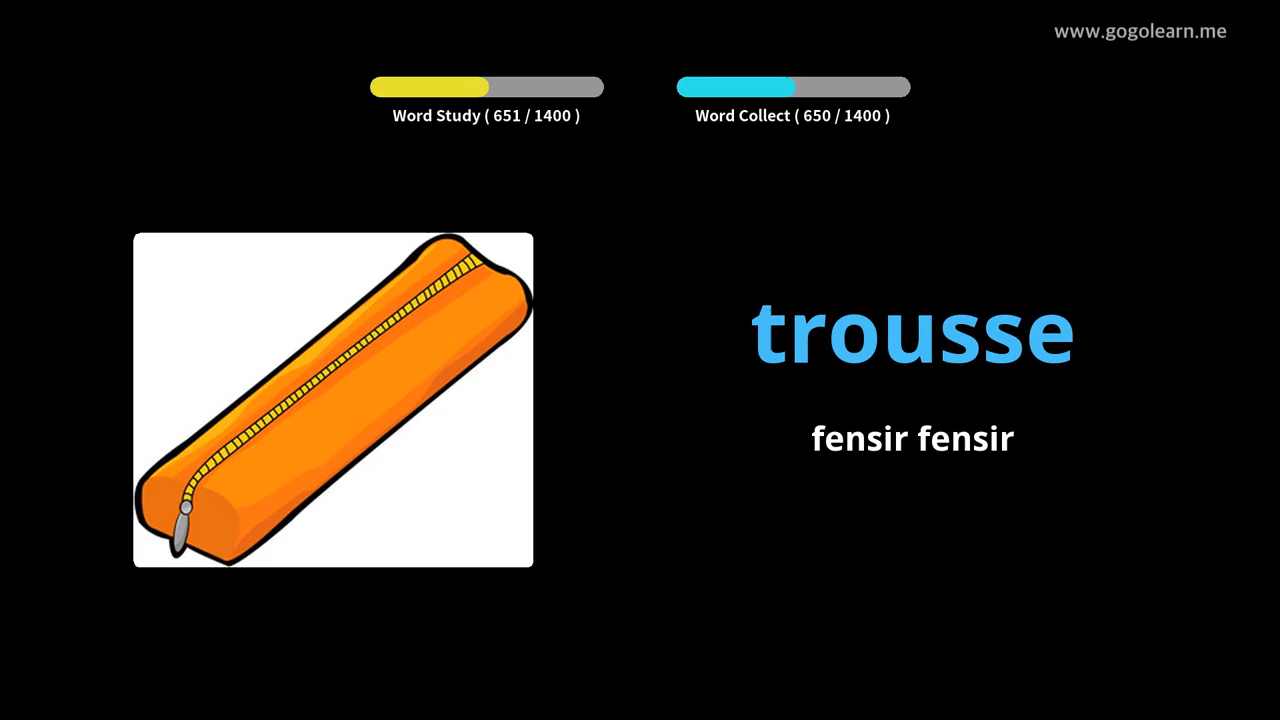 www.gogolearn.me
Word Study ( 651 / 1400 )
Word Collect ( 650 / 1400 )
trousse
fensir fensir